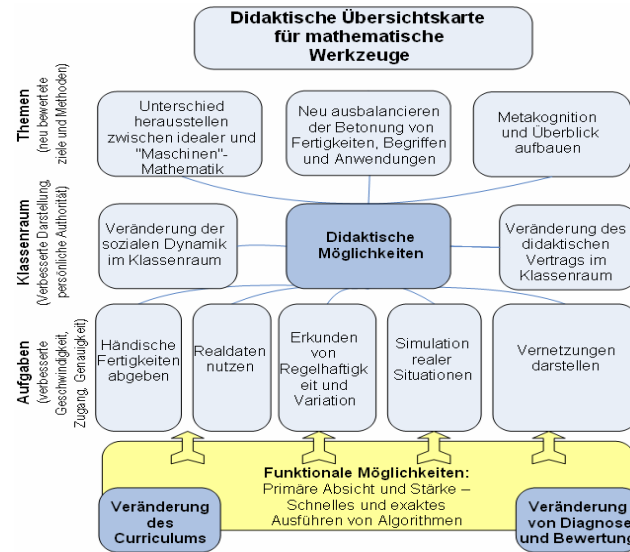 Didaktische Übersichtskarte
für mathematische
Werkzeuge
Themen
(neu bewertete
ziele und Methoden)
Unterschied
herausstellen
zwischen idealer und
"Maschinen"-
Mathematik
Neu ausbalancieren
der Betonung von
Fertigkeiten, Begriffen
und Anwendungen
Metakognition
und Überblick
aufbauen
Klassenraum
(Verbesserte Darstellung,
persönliche Authorität)
Veränderung der
sozialen Dynamik
im Klassenraum
Didaktische
Möglichkeiten
Veränderung des
didaktischen
Vertrags im
Klassenraum
Aufgaben
(verbesserte
Geschwindigkeit,
Zugang, Genauigkeit)
Händische
Fertigkeiten
abgeben
Realdaten
nutzen
Erkunden
von
Regelhaftigk
eit und
Variation
Simulation
realer
Situationen
Vernetzungen
darstellen
Funktionale Möglichkeiten:
Primäre Absicht und Stärke –
Schnelles und exaktes
Ausführen von Algorithmen
Veränderung
des
Curriculums
Veränderung
von Diagnose
und Bewertung